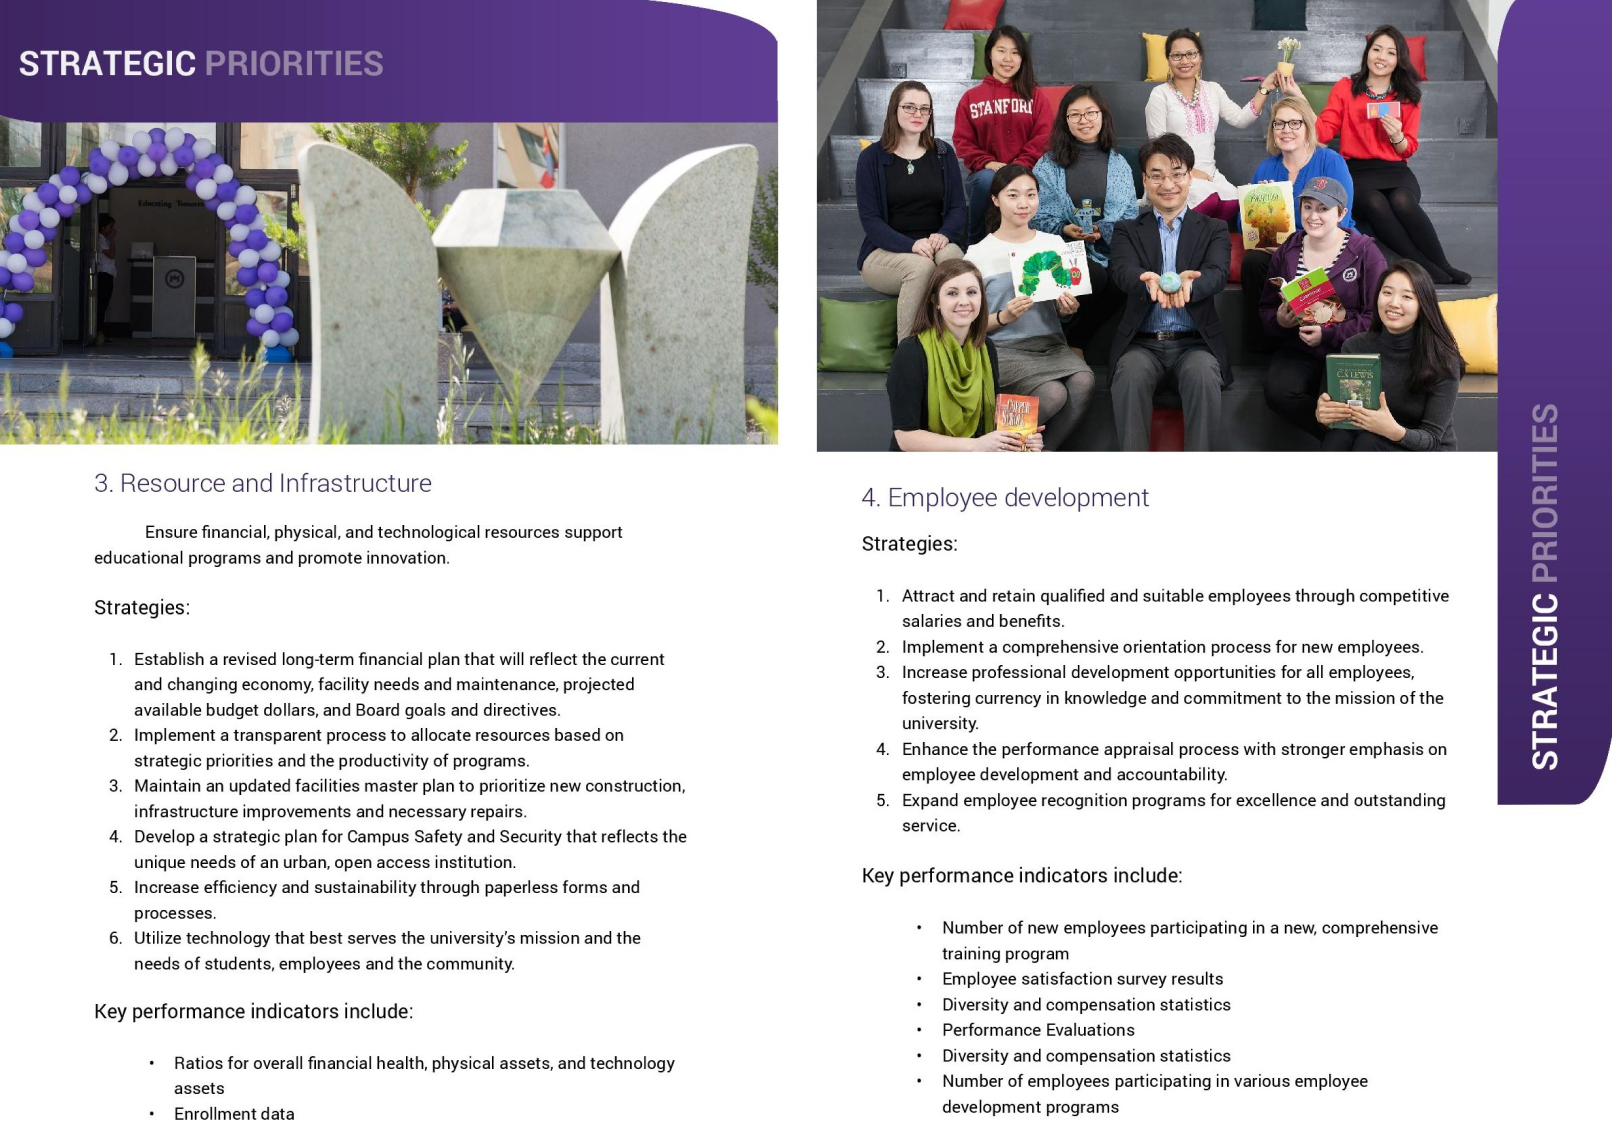 STRATEGIC PRIORITIES
Educating Tomorrow
STANFORD
C.S. LEWIS
3. Resource and Infrastructure
Ensure financial, physical, and technological resources support
educational programs and promote innovation.
Strategies:
1. Establish a revised long-term financial plan that will reflect the current
and changing economy, facility needs and maintenance, projected
available budget dollars, and Board goals and directives.
2. Implement a transparent process to allocate resources based on
strategic priorities and the productivity of programs.
3. Maintain an updated facilities master plan to prioritize new construction,
infrastructure improvements and necessary repairs.
4. Develop a strategic plan for Campus Safety and Security that reflects the
unique needs of an urban, open access institution.
5. Increase efficiency and sustainability through paperless forms and
processes.
6. Utilize technology that best serves the university’s mission and the
needs of students, employees and the community.
Key performance indicators include:
• Ratios for overall financial health, physical assets, and technology
assets
• Enrollment data
4. Employee development
Strategies:
1. Attract and retain qualified and suitable employees through competitive
salaries and benefits.
2. Implement a comprehensive orientation process for new employees.
3. Increase professional development opportunities for all employees,
fostering currency in knowledge and commitment to the mission of the
university.
4. Enhance the performance appraisal process with stronger emphasis on
employee development and accountability.
5. Expand employee recognition programs for excellence and outstanding
service.
Key performance indicators include:
• Number of new employees participating in a new, comprehensive
training program
• Employee satisfaction survey results
• Diversity and compensation statistics
• Performance Evaluations
• Diversity and compensation statistics
• Number of employees participating in various employee
development programs
STRATEGIC PRIORITIES